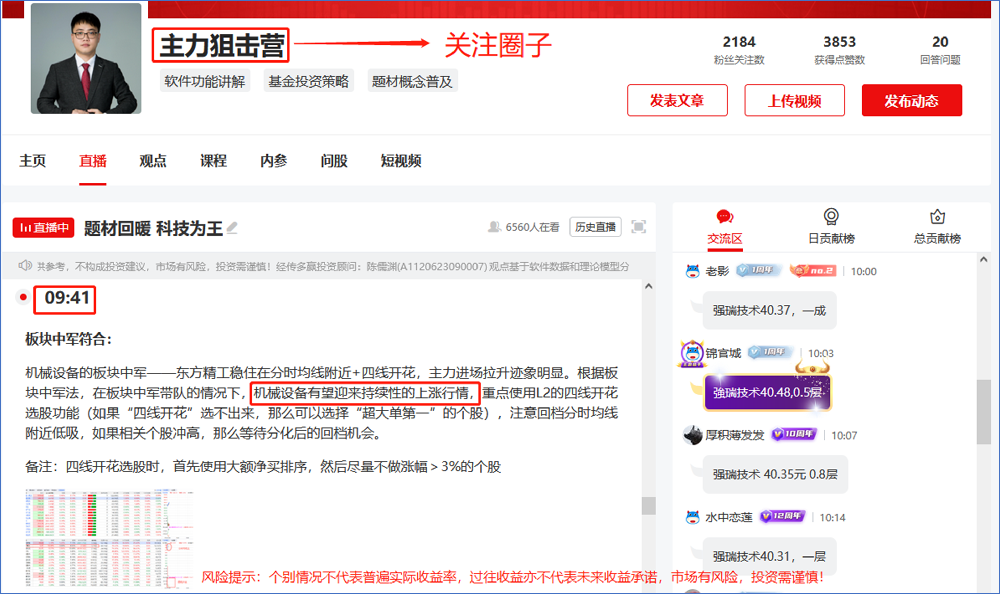 主力狙击营
关注圈子
2184
粉丝关注数
3853
获得点赞数
20
回答问题
软件功能讲解
基金投资策略
题材概念普及
发表文章
上传视频
发布动态
主页
直播
观点
课程
内参
问股
短视频
直播中
题材回暖 科技为王
6560人在看
历史直播
共参考，不构成投资建议，市场有风险，投资需谨慎！经传多赢投资顾问：陈儒渊(A1120623090007)观点基于软件数据和理论模型分
09:41
板块中军符合：
机械设备的板块中军——东方精工稳住在分时均线附近+四线开花，主力进场拉升迹象明显。根据板
块中军法，在板块中军带队的情况下，机械设备有望迎来持续性的上涨行情，重点使用L2的四线开花
选股功能（如果“四线开花”选不出来，那么可以选择“超大单第一”的个股），注意回档分时均线
附近低吸，如果相关个股冲高，那么等待分化后的回档机会。
备注：四线开花选股时，首先使用大额净买排序，然后尽量不做涨幅＞3%的个股
交流区
日贡献榜
总贡献榜
老影 V 1周年 no.2 | 10:00
强瑞技术40.37，一成
锦官城 V 1周年 | 10:03
強瑞技术40.48,0.5层
厚积薄发发 V 10周年 | 10:07
强瑞技术 40.35元 0.8层
水中恋莲 V 12周年 | 10:14
强瑞技术40.31，一层
风险提示：个别情况不代表普遍实际收益率，过往收益亦不代表未来收益承诺，市场有风险，投资需谨慎！